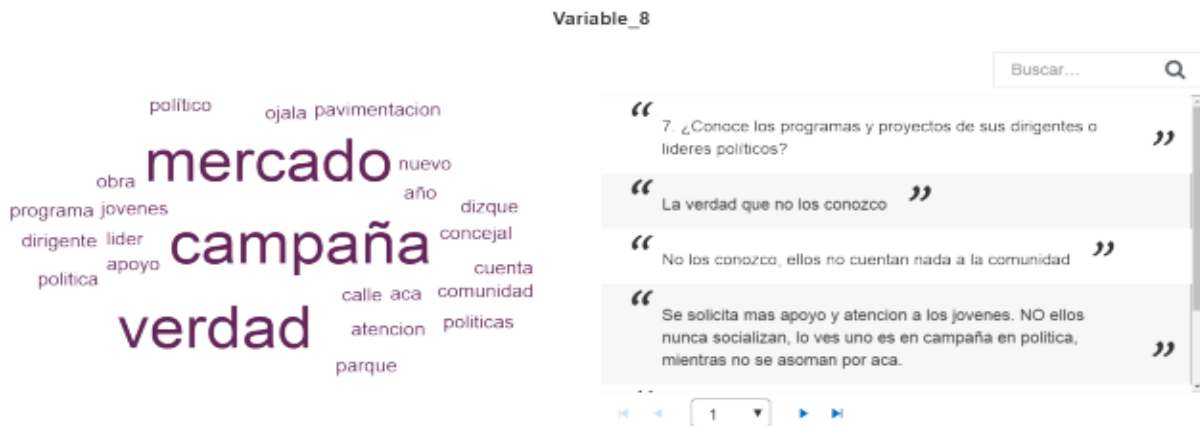 Variable_8
Buscar...
político
ojala pavimentacion
mercado nuevo
obra
año
programa jovenes
dizque
dirigente lider
campaña concejal
apoyo
politica
cuenta
calle aca comunidad
verdad
atencion politicas
parque
“ 7. ¿Conoce los programas y proyectos de sus dirigentes o
lideres políticos? ”
“ La verdad que no los conozco ”
“ No los conozco, ellos no cuentan nada a la comunidad ”
“ Se solicita mas apoyo y atencion a los jovenes. NO ellos
nunca socializan, lo ves uno es en campaña en politica,
mientras no se asoman por aca. ”
1